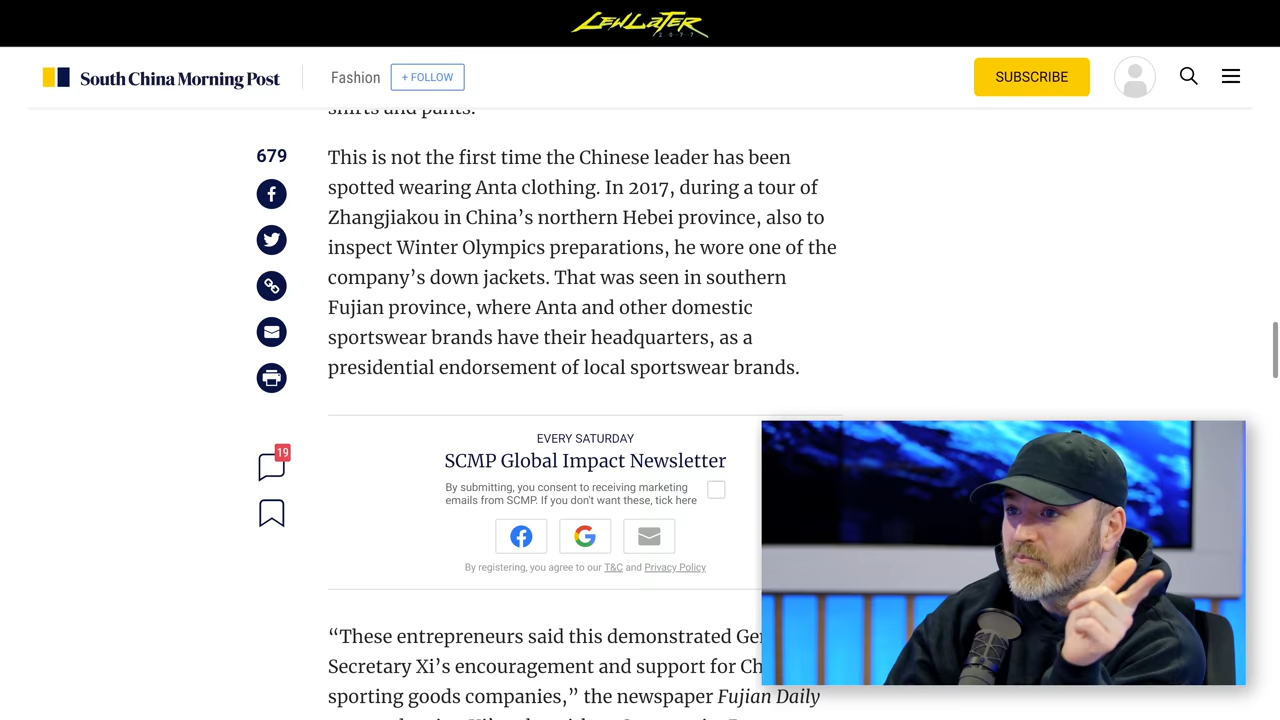 LEWLATER
2077
South China Morning Post
Fashion
+ FOLLOW
SUBSCRIBE
shirts and pants.
679
This is not the first time the Chinese leader has been
spotted wearing Anta clothing. In 2017, during a tour of
Zhangjiakou in China’s northern Hebei province, also to
inspect Winter Olympics preparations, he wore one of the
company’s down jackets. That was seen in southern
Fujian province, where Anta and other domestic
sportswear brands have their headquarters, as a
presidential endorsement of local sportswear brands.
19
EVERY SATURDAY
SCMP Global Impact Newsletter
By submitting, you consent to receiving marketing
emails from SCMP. If you don't want these, tick here
By registering, you agree to our T&C and Privacy Policy
“These entrepreneurs said this demonstrated Ge
Secretary Xi’s encouragement and support for Ch
sporting goods companies,” the newspaper Fujian Daily